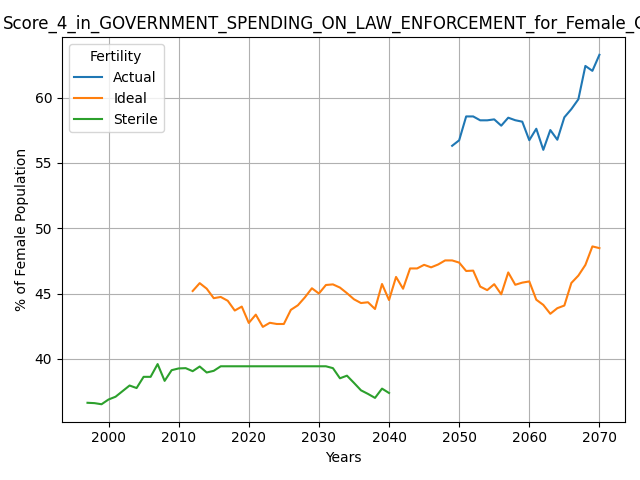 Score_4_in_GOVERNMENT_SPENDING_ON_LAW_ENFORCEMENT_for_Female_
Fertility
Actual
Ideal
Sterile
% of Female Population
60
55
50
45
40
2000 2010 2020 2030 2040 2050 2060 2070
Years